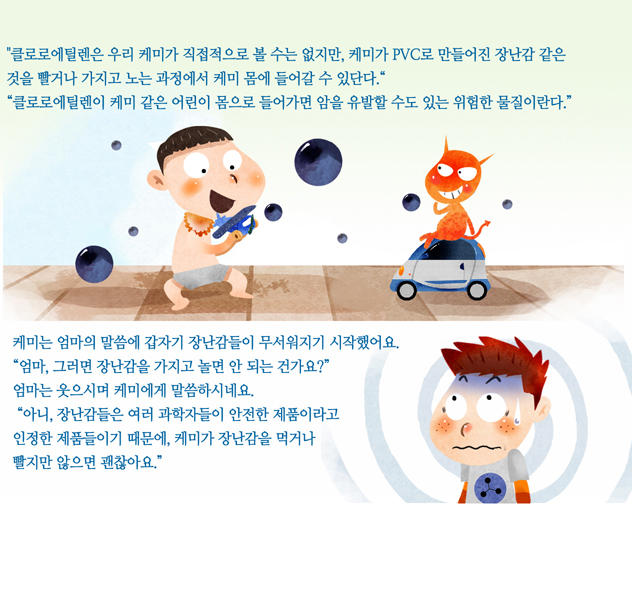 "클로로에틸렌은 우리 케미가 직접적으로 볼 수는 없지만, 케미가 PVC로 만들어진 장난감 같은
것을 빨거나 가지고 노는 과정에서 케미 몸에 들어갈 수 있단다.“
“클로로에틸렌이 케미 같은 어린이 몸으로 들어가면 암을 유발할 수도 있는 위험한 물질이란다.”
케미는 엄마의 말씀에 갑자기 장난감들이 무서워지기 시작했어요.
“엄마, 그러면 장난감을 가지고 놀면 안 되는 건가요?”
엄마는 웃으시며 케미에게 말씀하시네요.
“아니, 장난감들은 여러 과학자들이 안전한 제품이라고
인정한 제품들이기 때문에, 케미가 장난감을 먹거나
빨지만 않으면 괜찮아요.”